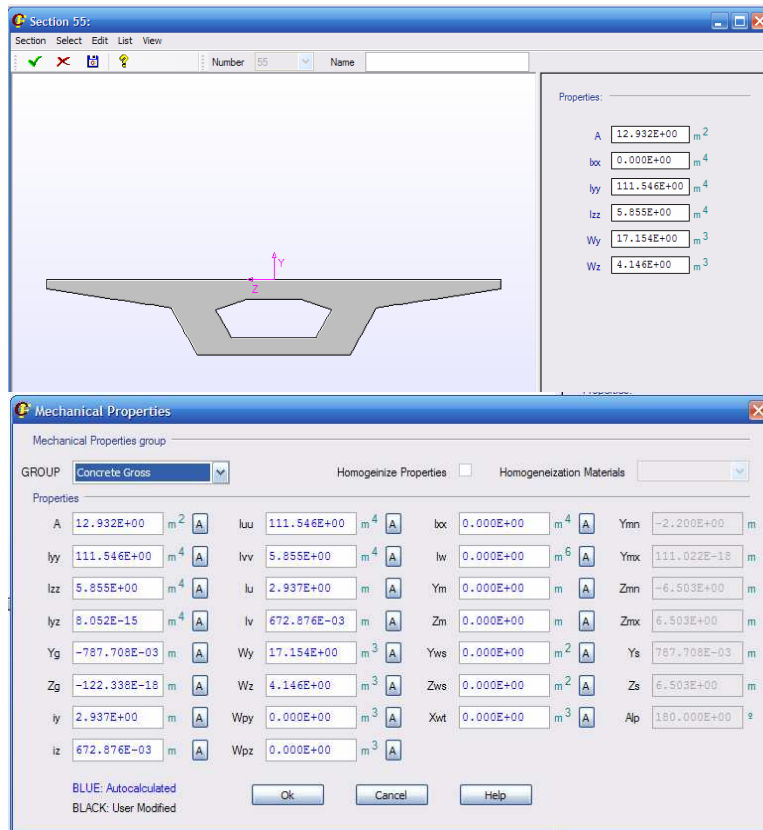 Section 55:
Section Select Edit List View
Number 55 Name
Properties:
A 12.932E+00 m2
Ixx 0.000E+00 m4
Iyy 111.546E+00 m4
Izz 5.855E+00 m4
Wy 17.154E+00 m3
Wz 4.146E+00 m3
Y
Z
Mechanical Properties
Mechanical Properties group
GROUP Concrete Gross Homogeinize Properties Homogeneization Materials
Properties
A 12.932E+00 m2 A Iuu 111.546E+00 m4 A Ixx 0.000E+00 m4 A Ymn -2.200E+00 m
Iyy 111.546E+00 m4 A Ivv 5.855E+00 m4 A Iw 0.000E+00 m6 A Ymx 111.022E-18 m
Izz 5.855E+00 m4 A Iu 2.937E+00 m A Ym 0.000E+00 m A Zmn -6.503E+00 m
Iyz 8.052E-15 m4 A Iv 672.876E-03 m A Zm 0.000E+00 m A Zmx 6.503E+00 m
Yg -787.708E-03 m A Wy 17.154E+00 m3 A Yws 0.000E+00 m2 A Ys 787.708E-03 m
Zg -122.338E-18 m A Wz 4.146E+00 m3 A Zws 0.000E+00 m2 A Zs 6.503E+00 m
iy 2.937E+00 m A Wpy 0.000E+00 m3 A Xwt 0.000E+00 m3 A Alp 180.000E+00 º
iz 672.876E-03 m A Wpz 0.000E+00 m3 A
BLUE: Autocalculated
BLACK: User Modified
Ok Cancel Help